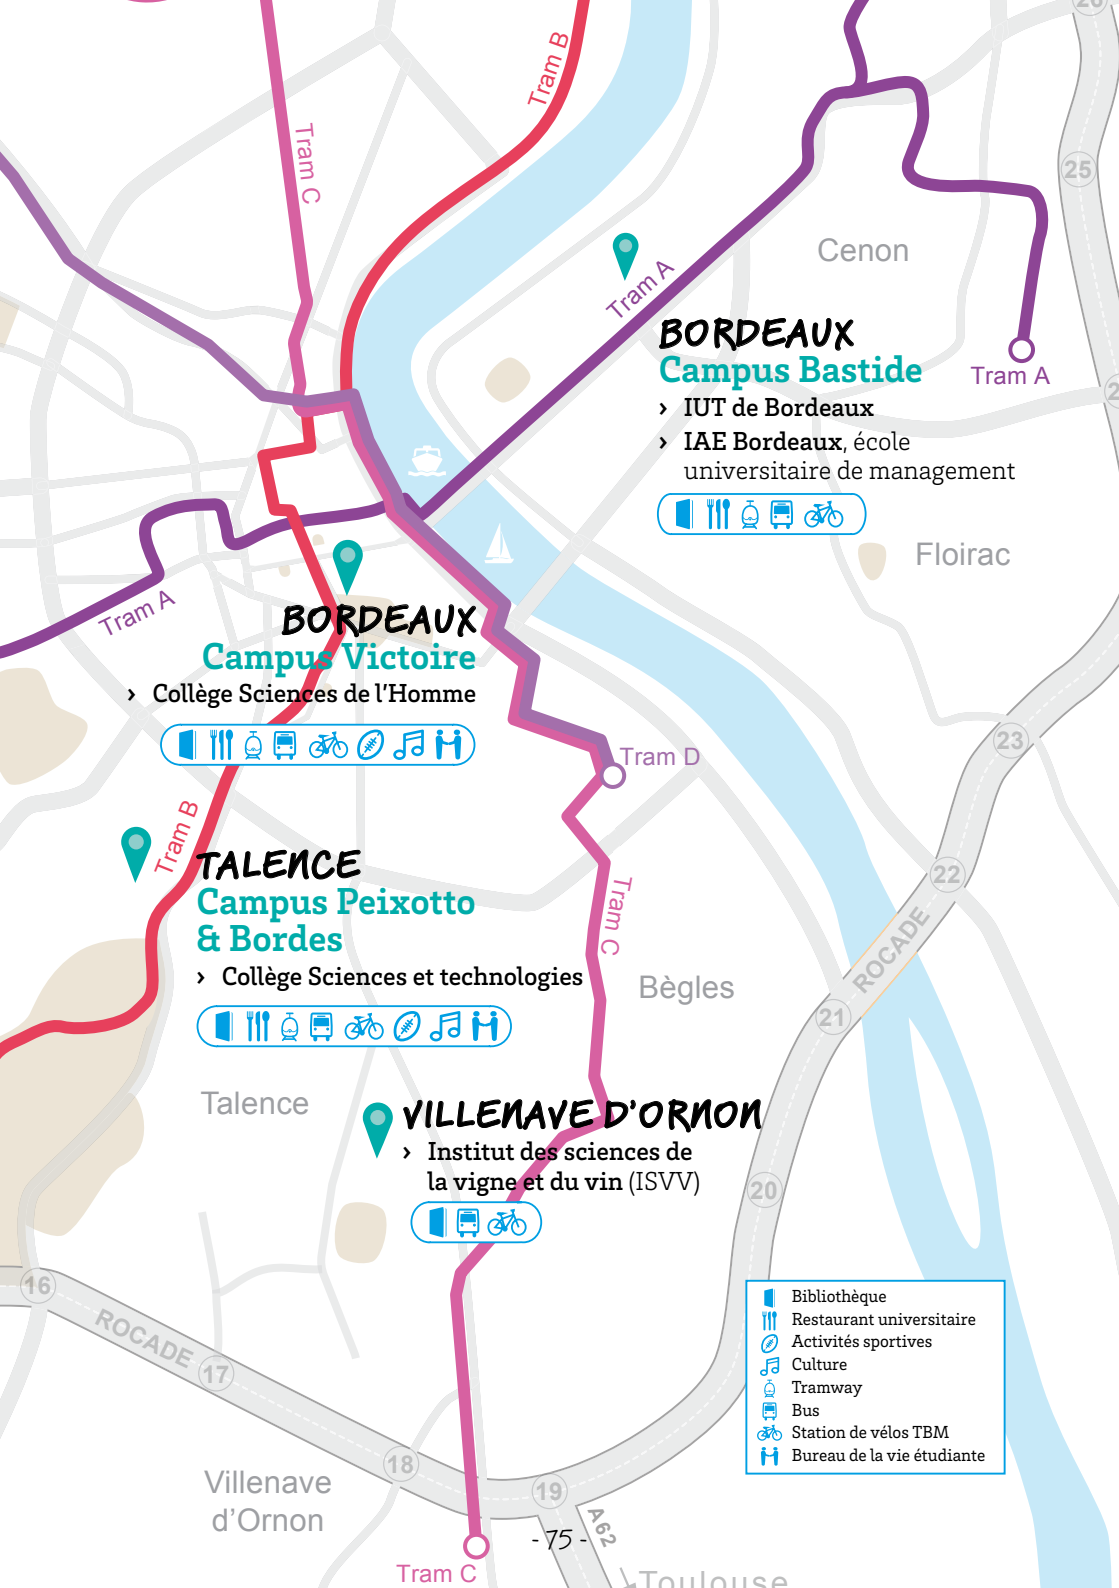 26
Tram B
Tram C
25
Cenon
Tram A
BORDEAUX
Campus Bastide
Tram A
› IUT de Bordeaux
› IAE Bordeaux, école
universitaire de management
Floirac
Tram A
BORDEAUX
Campus Victoire
› Collège Sciences de l'Homme
23
Tram D
Tram B
TALENCE
Campus Peixotto
& Bordes
› Collège Sciences et technologies
22
Tram C
ROCADE
Bègles
21
Talence
VILLENAVE D'ORNON
› Institut des sciences de
la vigne et du vin (ISVV)
20
16
ROCADE
17
Bibliothèque
Restaurant universitaire
Activités sportives
Culture
Tramway
Bus
Station de vélos TBM
Bureau de la vie étudiante
18
Villenave
d'Ornon
19
A62
- 75 -
Tram C
Toulouse